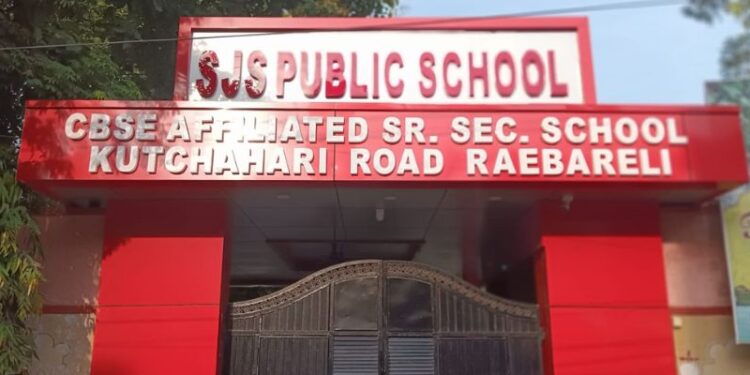 SJS PUBLIC SCHOOL
CBSE AFFILIATED SR. SEC. SCHOOL
KUTCHAHARI ROAD RAEBARELI